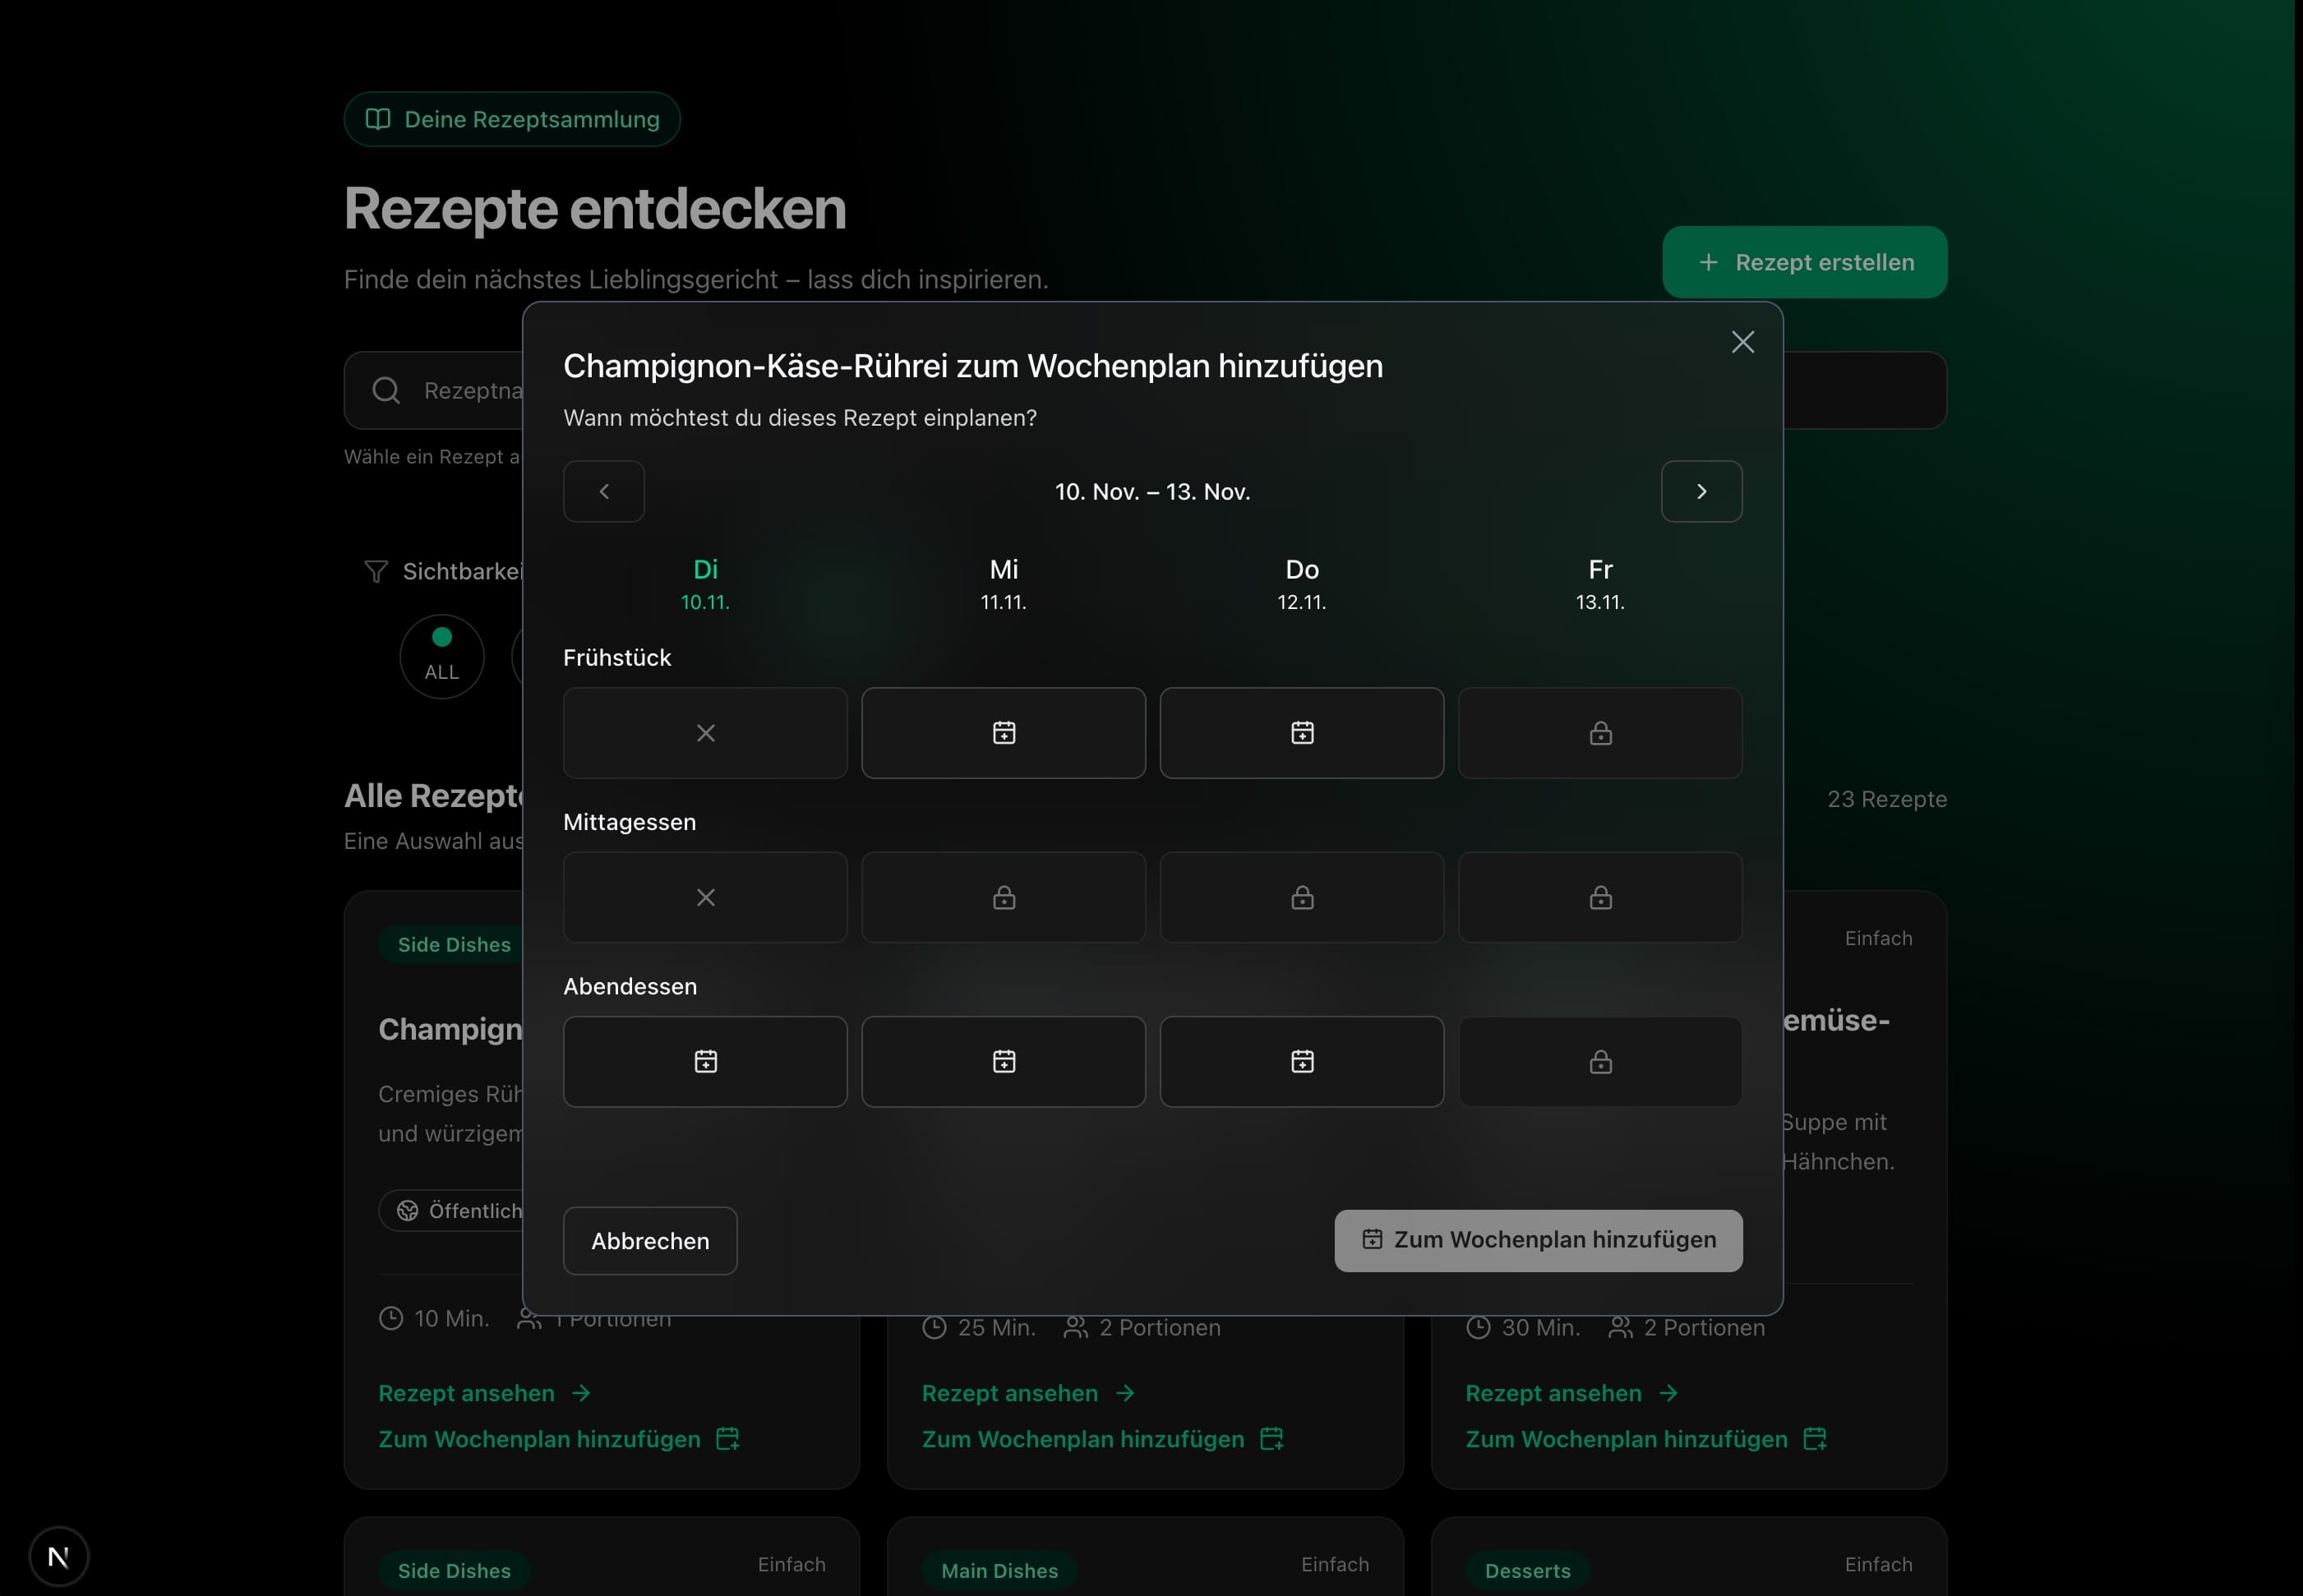 Deine Rezeptsammlung
Rezepte entdecken
Finde dein nächstes Lieblingsgericht – lass dich inspirieren.
Rezept erstellen
Wähle ein Rezept
Sichtbarkei
ALL
Alle Rezept
23 Rezepte
Eine Auswahl aus
Champignon-Käse-Rührei zum Wochenplan hinzufügen
Wann möchtest du dieses Rezept einplanen?
10. Nov. – 13. Nov.
Di Mi Do Fr
10.11. 11.11. 12.11. 13.11.
Frühstück
Mittagessen
Abendessen
Abbrechen
Zum Wochenplan hinzufügen
Side Dishes
Einfach
Champign
emüse-
Cremiges Rüh
Suppe mit
und würzigem
Hähnchen.
Öffentlich
10 Min. 1 Portionen
25 Min. 2 Portionen
30 Min. 2 Portionen
Rezept ansehen
Zum Wochenplan hinzufügen
Rezept ansehen
Zum Wochenplan hinzufügen
Rezept ansehen
Zum Wochenplan hinzufügen
Side Dishes Einfach
Main Dishes Einfach
Desserts Einfach
N